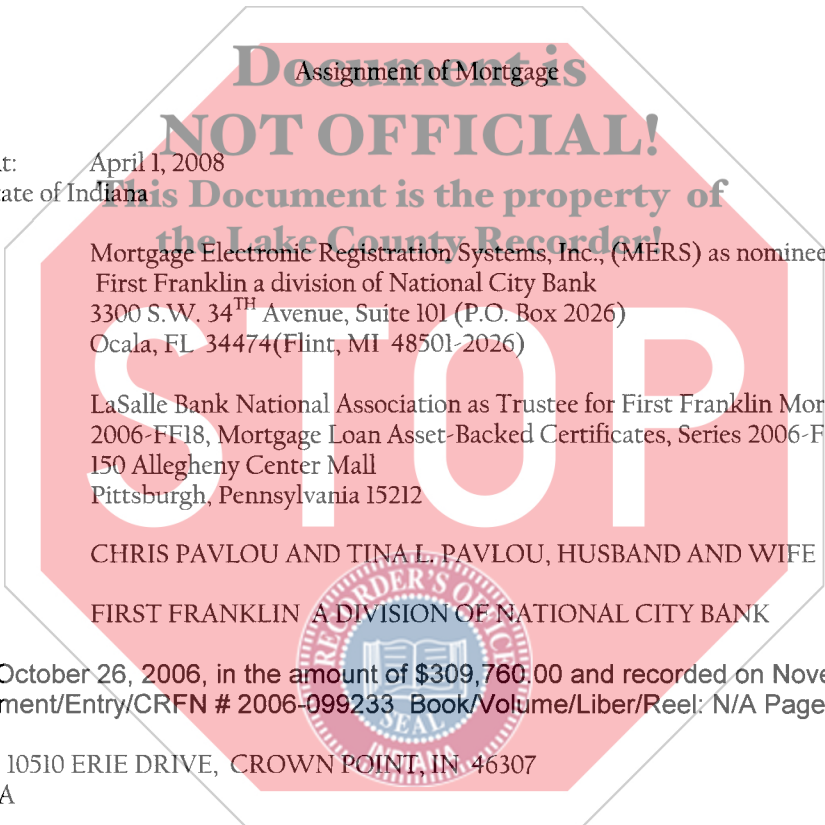 Document is
Assignment of Mortgage
NOT OFFICIAL!
t: April 1, 2008
This Document is the property of
ate of Indiana
the Lake County Recorder!
Mortgage Electronic Registration Systems, Inc., (MERS) as nominee
First Franklin a division of National City Bank
3300 S.W. 34TH Avenue, Suite 101 (P.O. Box 2026)
Ocala, FL 34474(Flint, MI 48501-2026)
STOP
LaSalle Bank National Association as Trustee for First Franklin Mor
2006-FF18, Mortgage Loan Asset-Backed Certificates, Series 2006-F
150 Allegheny Center Mall
Pittsburgh, Pennsylvania 15212
CHRIS PAVLOU AND TINA L. PAVLOU, HUSBAND AND WIFE
FIRST FRANKLIN A DIVISION OF NATIONAL CITY BANK
RECORDER'S OFFICE
October 26, 2006, in the amount of $309,760.00 and recorded on Nove
ment/Entry/CRFN # 2006-099233 Book/Volume/Liber/Reel: N/A Page
SEAL
INDIANA
10510 ERIE DRIVE, CROWN POINT, IN 46307
A